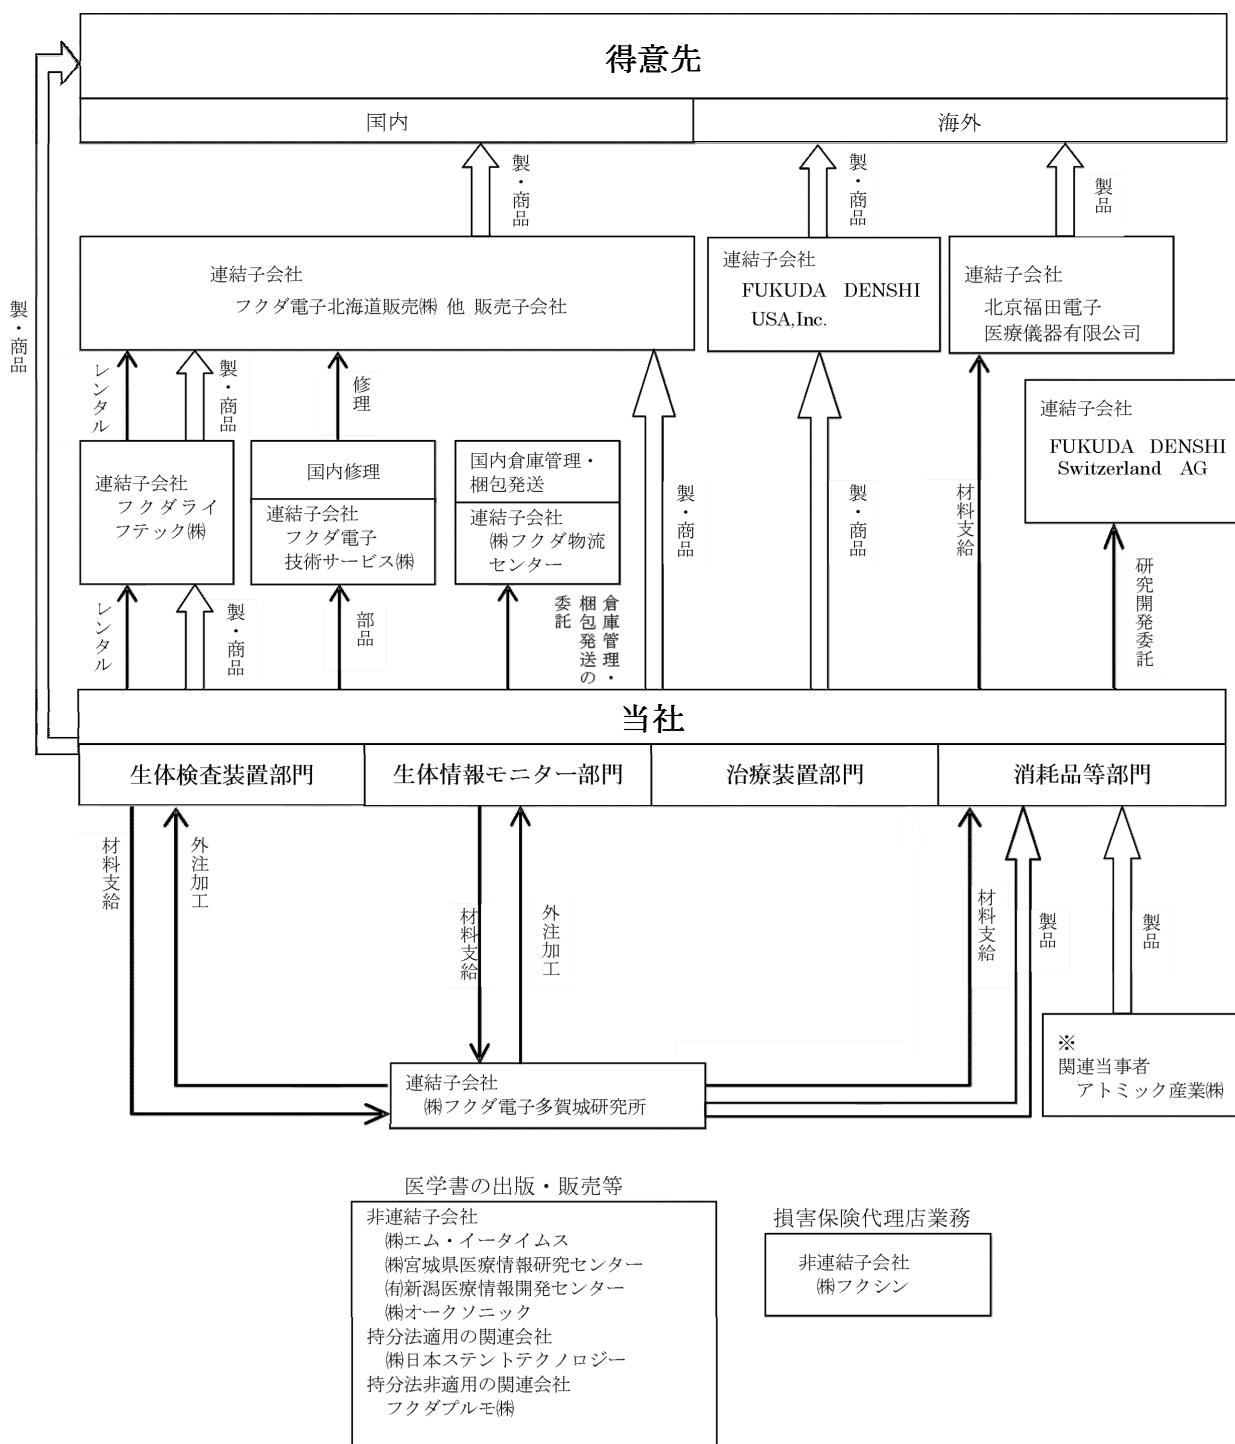 得意先
国内
海外
製・商品
製・商品
製品
製・商品
連結子会社
フクダ電子北海道販売㈱ 他 販売子会社
連結子会社
FUKUDA DENSHI
USA,Inc.
連結子会社
北京福田電子
医療儀器有限公司
レンタル
製・商品
修理
連結子会社
FUKUDA DENSHI
Switzerland AG
連結子会社
フクダライ
フテック㈱
国内修理
連結子会社
フクダ電子
技術サービス㈱
国内倉庫管理・
梱包発送
連結子会社
㈱フクダ物流
センター
製・商品
製・商品
材料支給
レンタル
製・商品
部品
倉庫管理・
梱包発送の
委託
研究開発委託
当社
生体検査装置部門
生体情報モニター部門
治療装置部門
消耗品等部門
材料支給
外注加工
材料支給
外注加工
材料支給
製品
製品
連結子会社
㈱フクダ電子多賀城研究所
※
関連当事者
アトミック産業㈱
医学書の出版・販売等
非連結子会社
㈱エム・イータイムス
㈱宮城県医療情報研究センター
㈲新潟医療情報開発センター
㈱オークソニック
持分法適用の関連会社
㈱日本ステントテクノロジー
持分法非適用の関連会社
フクダプルモ㈱
損害保険代理店業務
非連結子会社
㈱フクシン